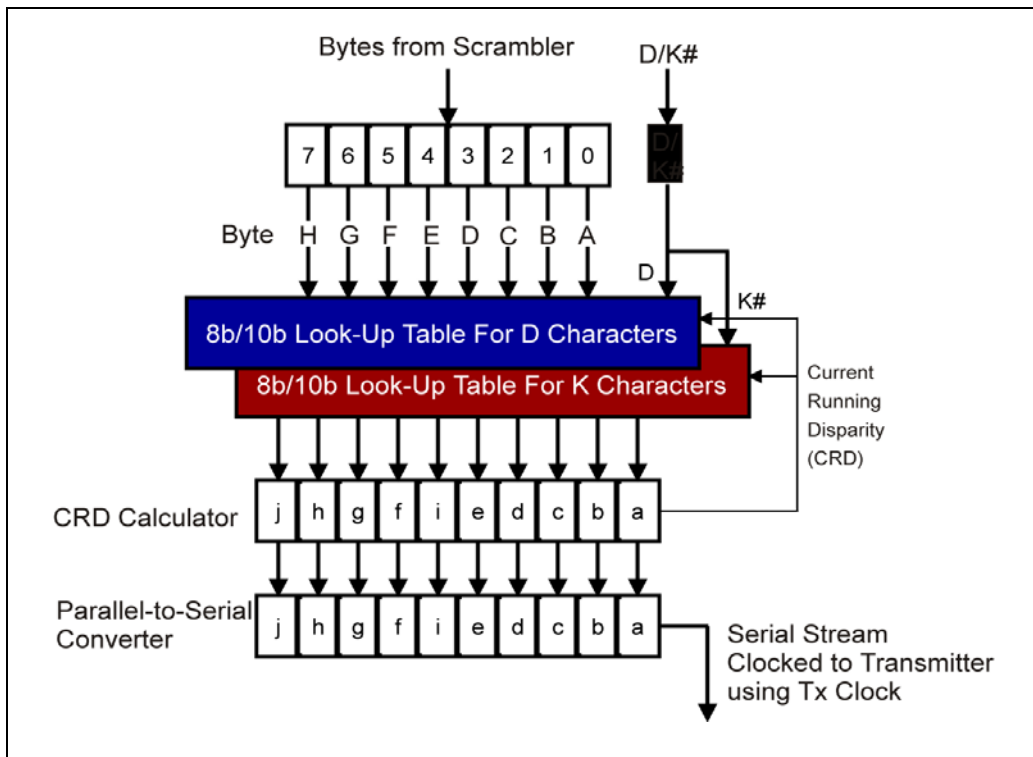 Bytes from Scrambler
D/K#
7 6 5 4 3 2 1 0
D/
K#
Byte H G F E D C B A
D
K#
8b/10b Look-Up Table For D Characters
8b/10b Look-Up Table For K Characters
Current
Running
Disparity
(CRD)
CRD Calculator
j h g f i e d c b a
Parallel-to-Serial
Converter
j h g f i e d c b a
Serial Stream
Clocked to Transmitter
using Tx Clock